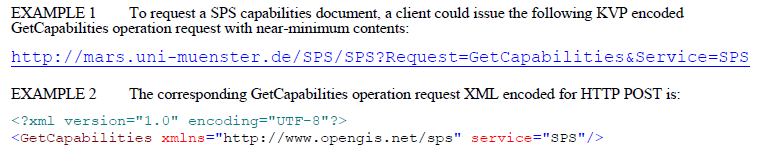 EXAMPLE 1 To request a SPS capabilities document, a client could issue the following KVP encoded
GetCapabilities operation request with near-minimum contents:
http://mars.uni-muenster.de/SPS/SPS?Request=GetCapabilities&Service=SPS
EXAMPLE 2 The corresponding GetCapabilities operation request XML encoded for HTTP POST is:
<?xml version="1.0" encoding="UTF-8"?>
<GetCapabilities xmlns="http://www.opengis.net/sps" service="SPS"/>